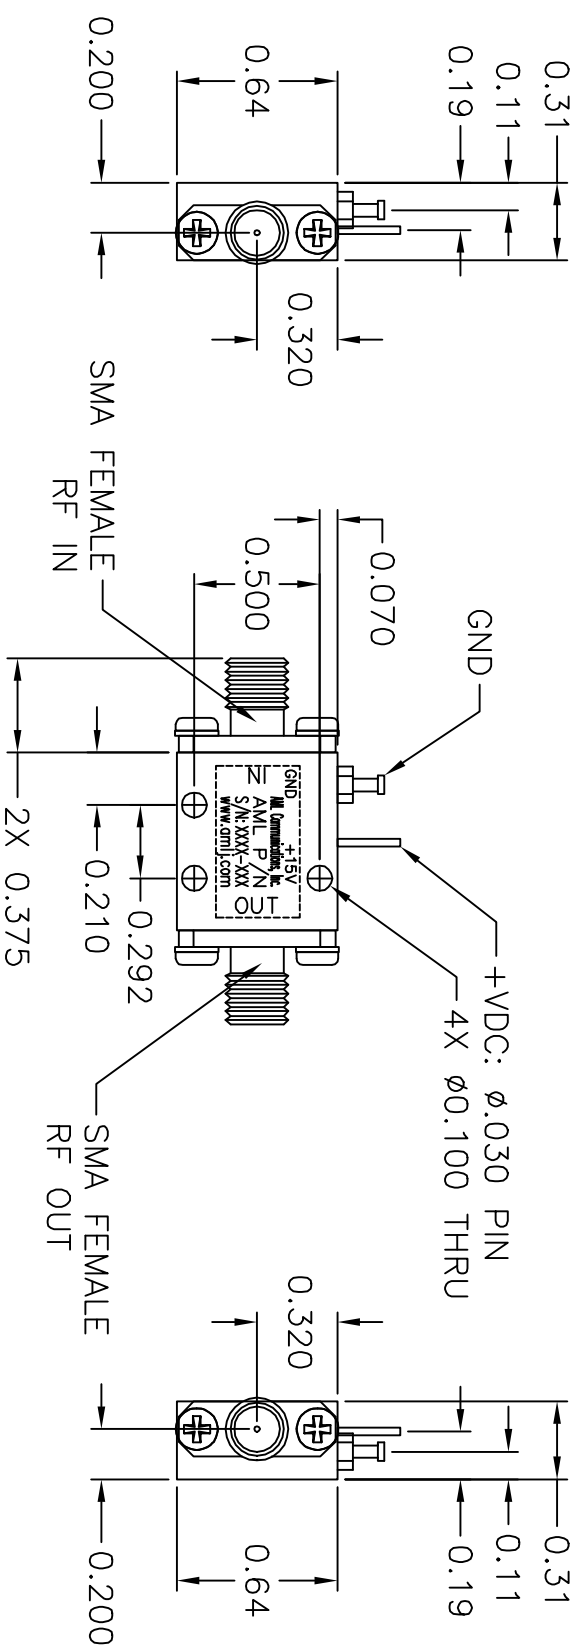 0.31
0.11
0.19
0.64
0.200
0.320
SMA FEMALE
RF IN
0.070
0.500
GND
+VDC: ø.030 PIN
4X ø0.100 THRU
GND +15V
AML Communications, Inc.
IN AML P/N OUT
S/N: XXXX-XXX
www.amlj.com
2X 0.375
0.210
0.292
SMA FEMALE
RF OUT
0.320
0.31
0.11
0.19
0.64
0.200